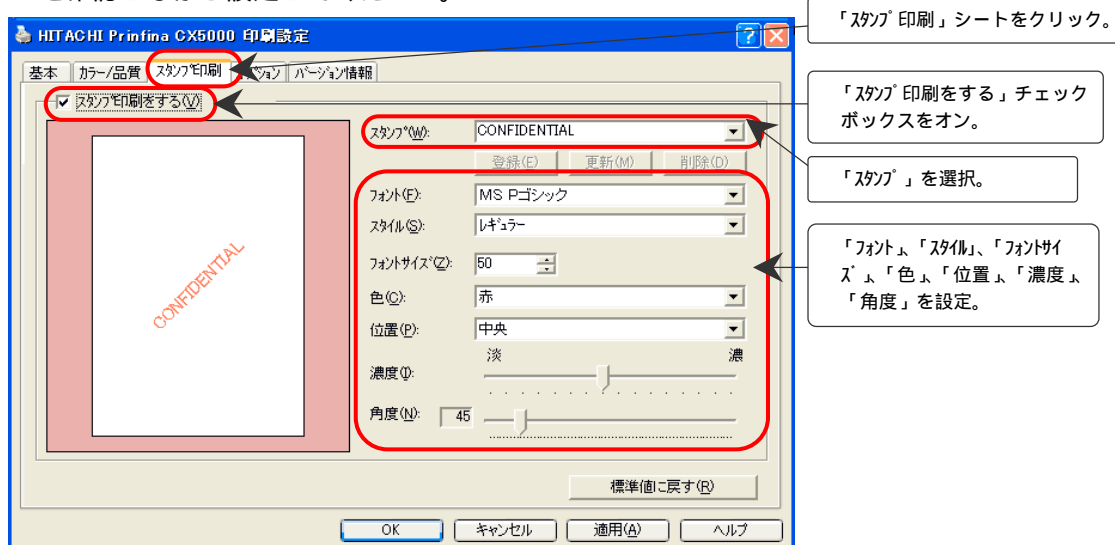 「ｽﾀﾝﾌﾟ印刷」シートをクリック。
HITACHI Printina CX5000 印刷設定
基本
ｶﾗｰ/品質
ｽﾀﾝﾌﾟ印刷
ﾊﾞｰｼﾞｮﾝ情報
ｽﾀﾝﾌﾟ印刷をする(V)
「ｽﾀﾝﾌﾟ印刷をする」チェック
ボックスをオン。
ｽﾀﾝﾌﾟ(W):
CONFIDENTIAL
登録(E)
更新(M)
削除(D)
「ｽﾀﾝﾌﾟ」を選択。
ﾌｫﾝﾄ(F):
MS Pゴシック
ｽﾀｲﾙ(S):
ﾚｷﾞｭﾗｰ
ﾌｫﾝﾄｻｲｽﾞ(Z):
50
色(C):
赤
位置(P):
中央
淡
濃
濃度(I):
角度(N):
45
「ﾌｫﾝﾄ」、「ｽﾀｲﾙ」、「ﾌｫﾝﾄｻｲ
ｽﾞ」、「色」、「位置」、「濃度」、
「角度」を設定。
CONFIDENTIAL
標準値に戻す(R)
OK
キャンセル
適用(A)
ヘルプ